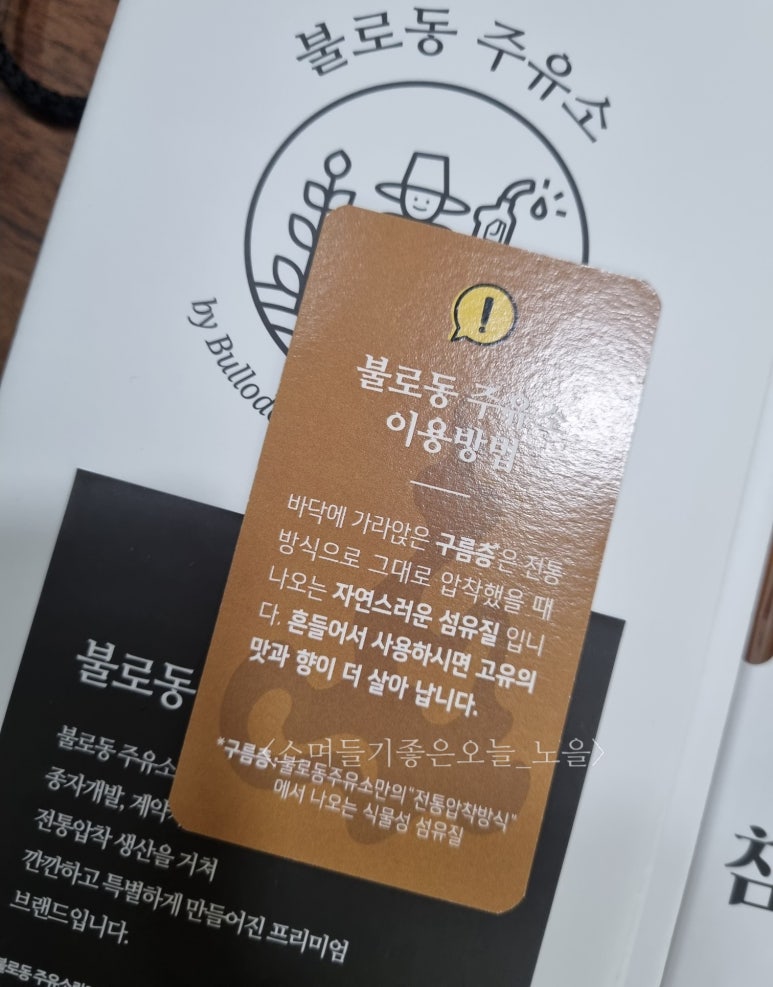 불로동 주유소
by Bullodo
!
불로동 주유소
이용방법
바닥에 가라앉은 구름층*은 전통
방식으로 그대로 압착했을 때
나오는 자연스러운 섬유질 입니
다. 흔들어서 사용하시면 고유의
맛과 향이 더 살아 납니다.
<스며들기좋은오늘_노을>
*구름층:불로동주유소만의"전통압착방식"
에서 나오는 식물성 섬유질
불로동
불로동 주유소
종자개발, 계약
전통압착 생산을 거쳐
깐깐하고 특별하게 만들어진 프리미엄
브랜드입니다.
참